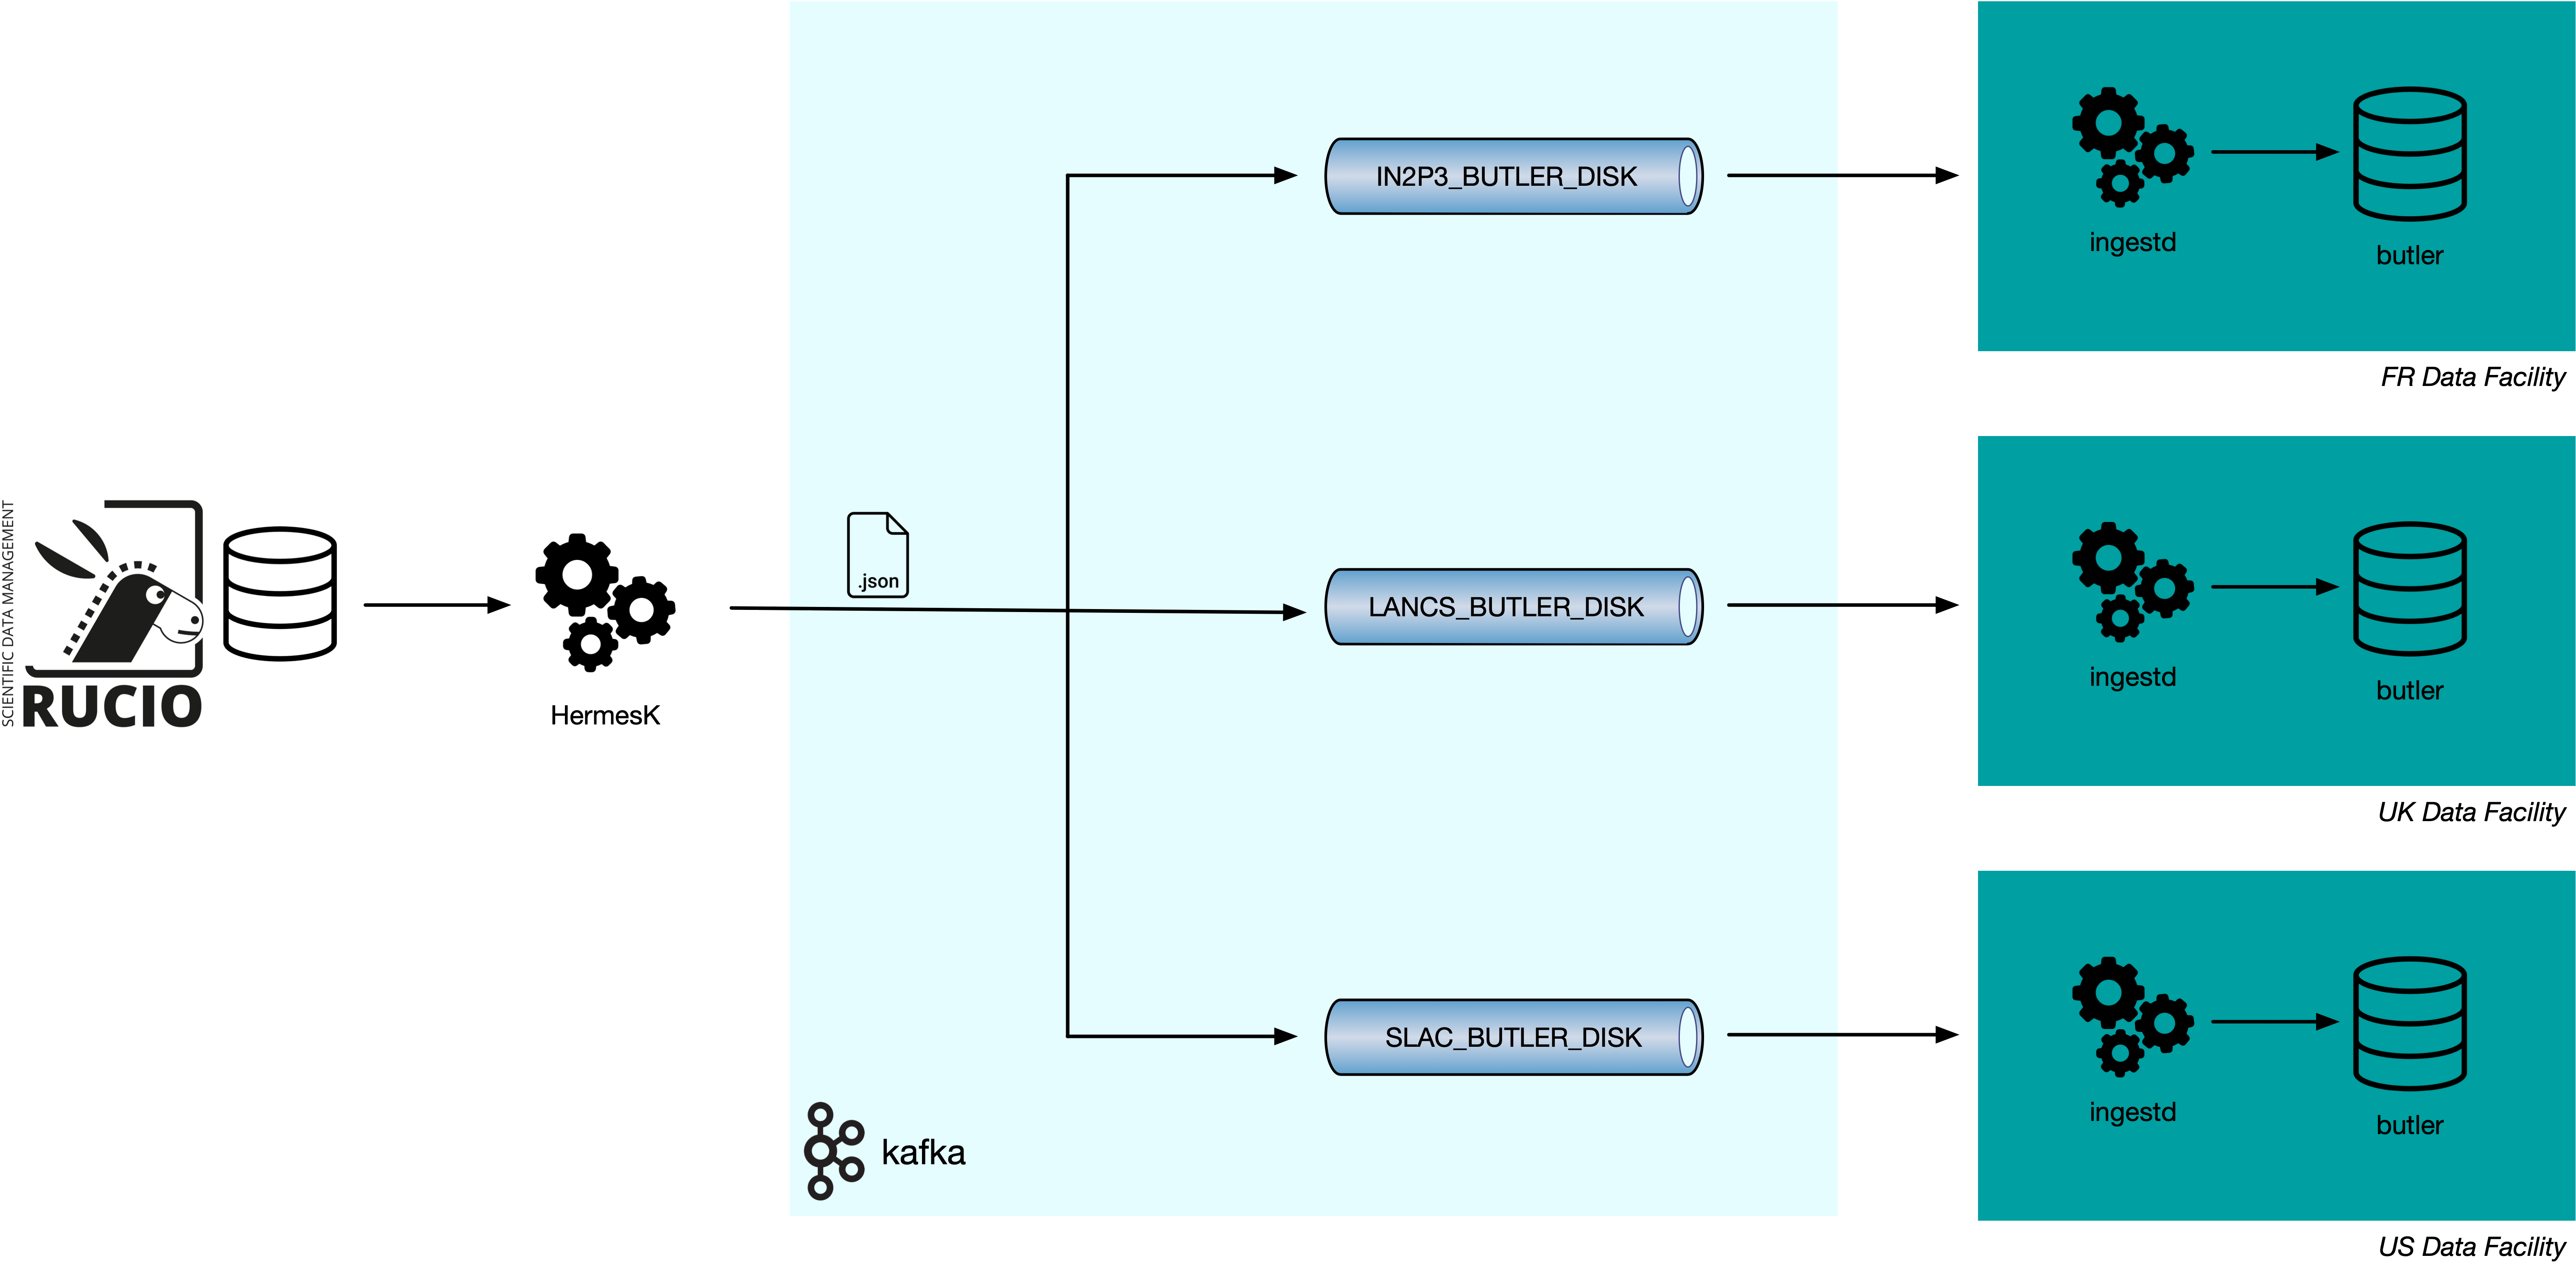 SCIENTIFIC DATA MANAGEMENT
RUCIO
HermesK
.json
kafka
IN2P3_BUTLER_DISK
LANCS_BUTLER_DISK
SLAC_BUTLER_DISK
ingestd
butler
FR Data Facility
ingestd
butler
UK Data Facility
ingestd
butler
US Data Facility